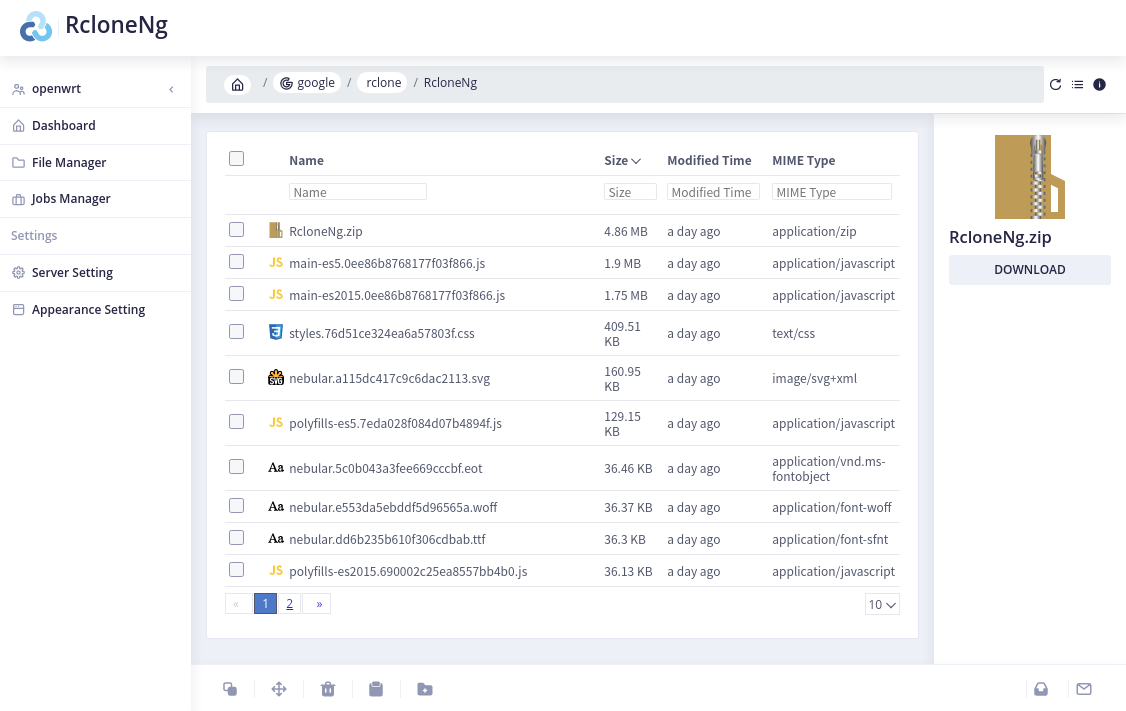 RcloneNg
openwrt
Dashboard
File Manager
Jobs Manager
Settings
Server Setting
Appearance Setting
/ google / rclone / RcloneNg
Name Size Modified Time MIME Type
Name Size Modified Time MIME Type
RcloneNg.zip 4.86 MB a day ago application/zip
JS main-es5.0ee86b8768177f03f866.js 1.9 MB a day ago application/javascript
JS main-es2015.0ee86b8768177f03f866.js 1.75 MB a day ago application/javascript
3 styles.76d51ce324ea6a57803f.css 409.51 KB a day ago text/css
SVG nebular.a115dc417c9c6dac2113.svg 160.95 KB a day ago image/svg+xml
JS polyfills-es5.7eda028f084d07b4894f.js 129.15 KB a day ago application/javascript
Aa nebular.5c0b043a3fee669cccbf.eot 36.46 KB a day ago application/vnd.ms-fontobject
Aa nebular.e553da5ebddf5d96565a.woff 36.37 KB a day ago application/font-woff
Aa nebular.dd6b235b610f306cdbab.ttf 36.3 KB a day ago application/font-sfnt
JS polyfills-es2015.690002c25ea8557bb4b0.js 36.13 KB a day ago application/javascript
« 1 2 » 10
RcloneNg.zip
DOWNLOAD